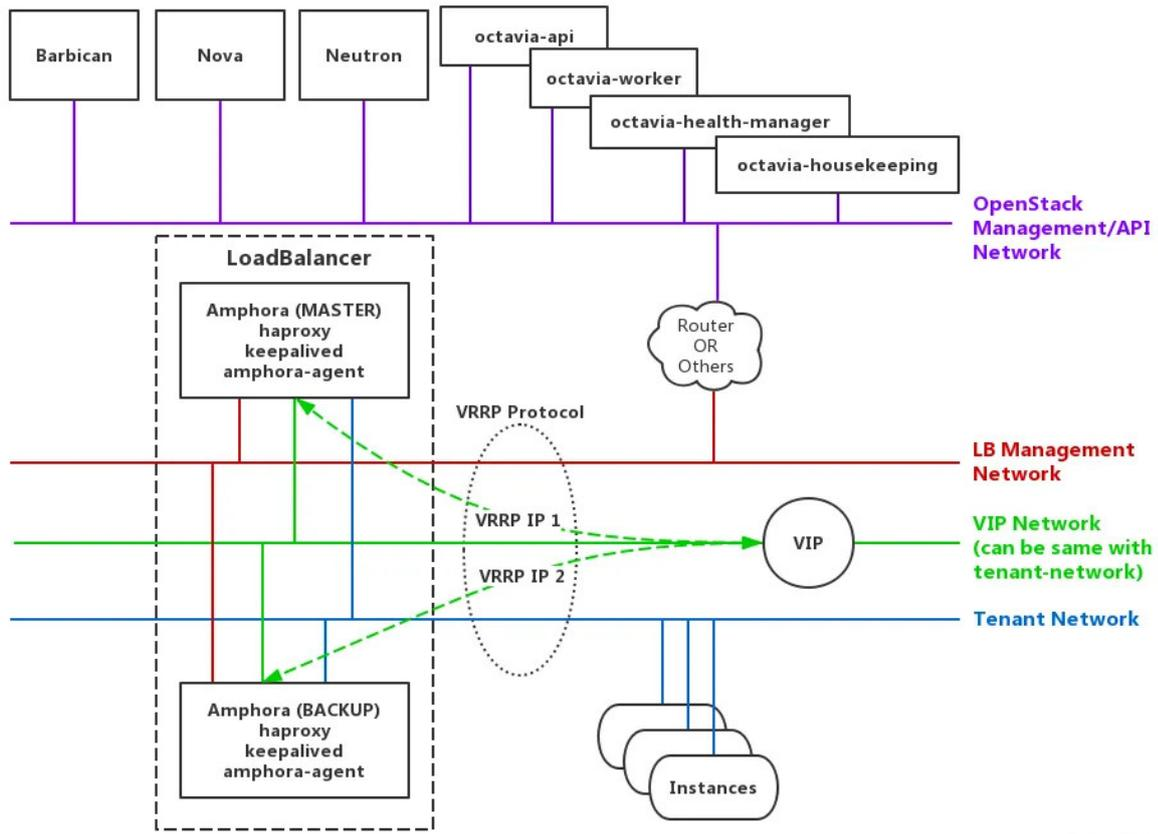 Barbican
Nova
Neutron
octavia-api
octavia-worker
octavia-health-manager
octavia-housekeeping
OpenStack
Management/API
Network
LoadBalancer
Amphora (MASTER)
haproxy
keepalived
amphora-agent
Router
OR
Others
VRRP Protocol
LB Management
Network
VRRP IP 1
VIP
VIP Network
(can be same with
tenant-network)
VRRP IP 2
Tenant Network
Amphora (BACKUP)
haproxy
keepalived
amphora-agent
Instances